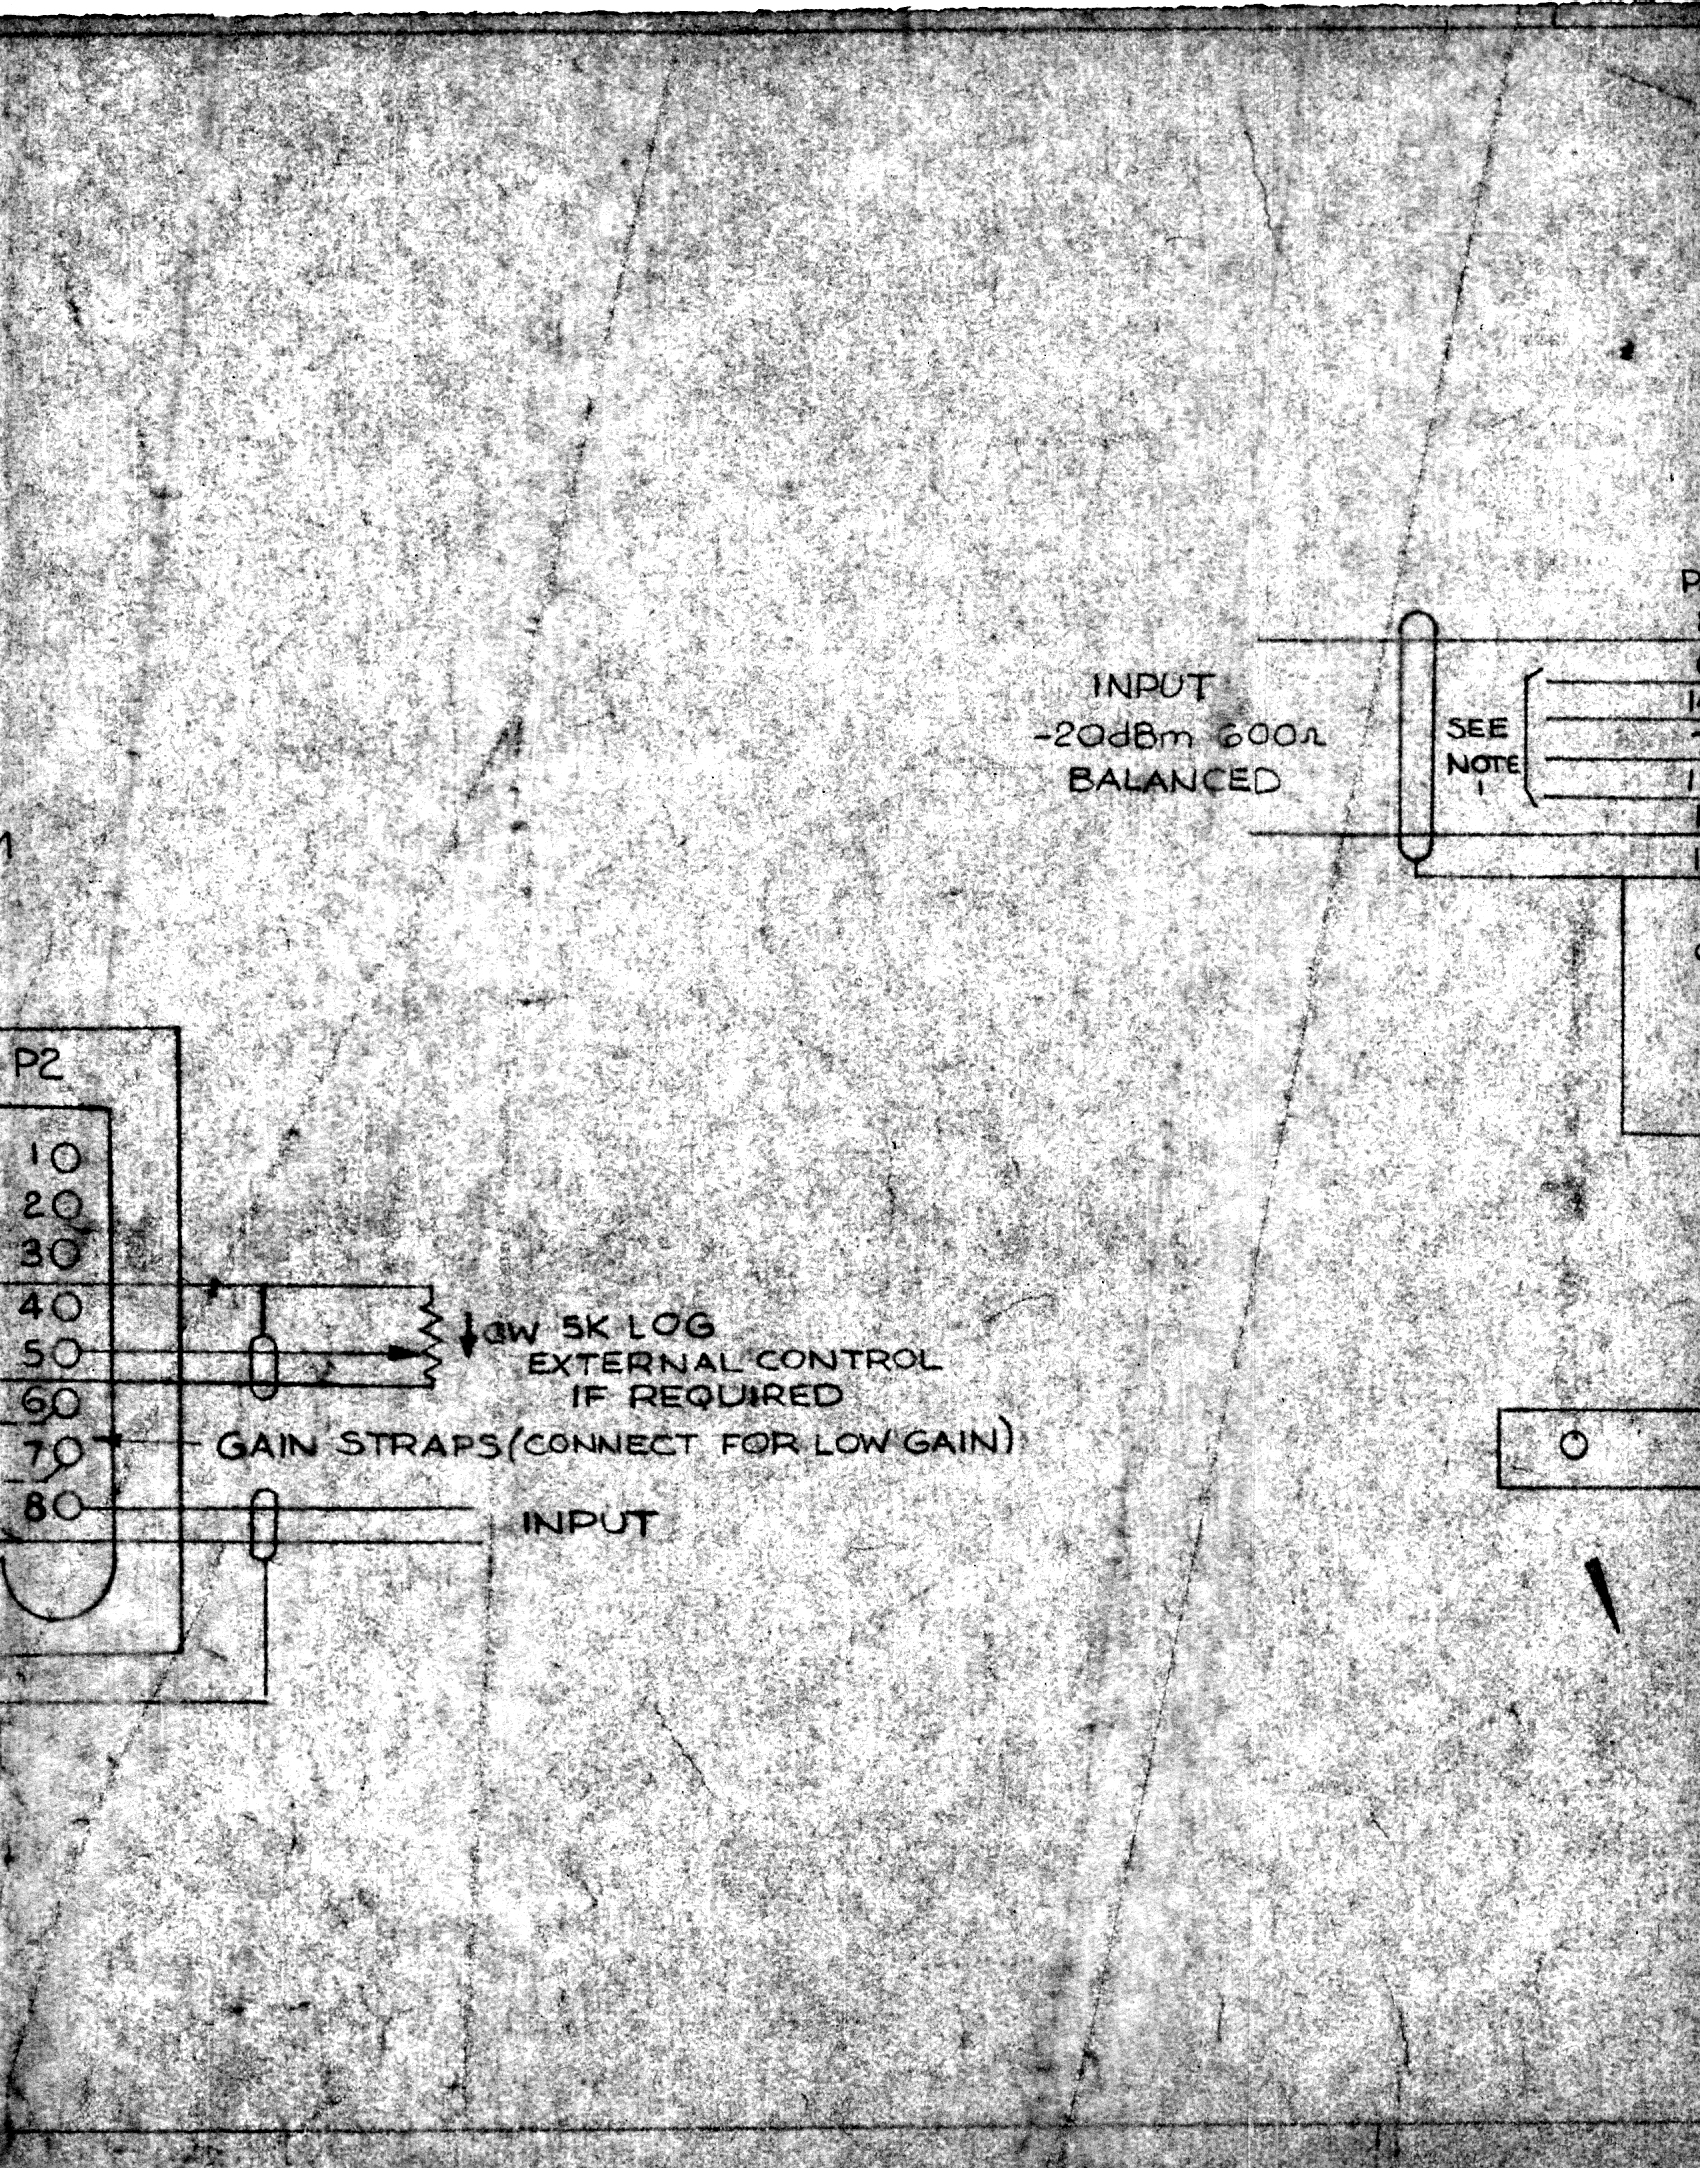 INPUT
-20dBm 600Ω
BALANCED
SEE
NOTE
1
P2
1
2
3
4
5
6
7
8
aw 5K LOG
EXTERNAL CONTROL
IF REQUIRED
GAIN STRAPS (CONNECT FOR LOW GAIN)
INPUT